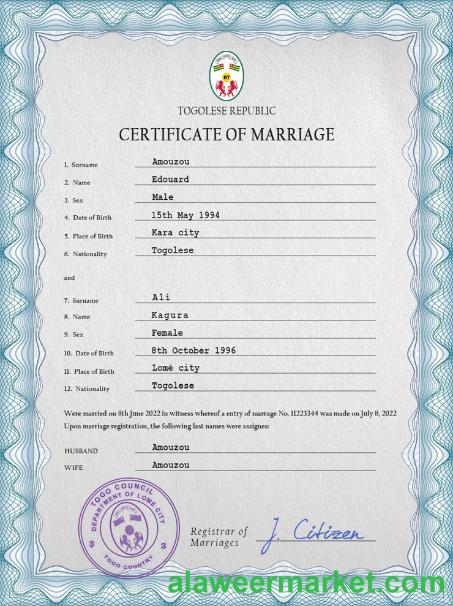 TOGOLESE REPUBLIC
CERTIFICATE OF MARRIAGE
1. Surname Amouzou
2. Name Edouard
3. Sex Male
4. Date of Birth 15th May 1994
5. Place of Birth Kara city
6. Nationality Togolese
and
7. Surname Ali
8. Name Kagura
9. Sex Female
10. Date of Birth 8th October 1996
11. Place of Birth Lomé city
12. Nationality Togolese
Were married on 8th June 2022 in witness whereof a entry of marrage No. 11223344 was made on July 8, 2022
Upon marriage registration, the following last names were assignes:
HUSBAND Amouzou
WIFE Amouzou
TOGO COUNCIL
DEPARTMENT OF LOMÉ CITY
TOGO COUNTRY
Registrar of
Marriages
J. Citizen
alaweermarket.com